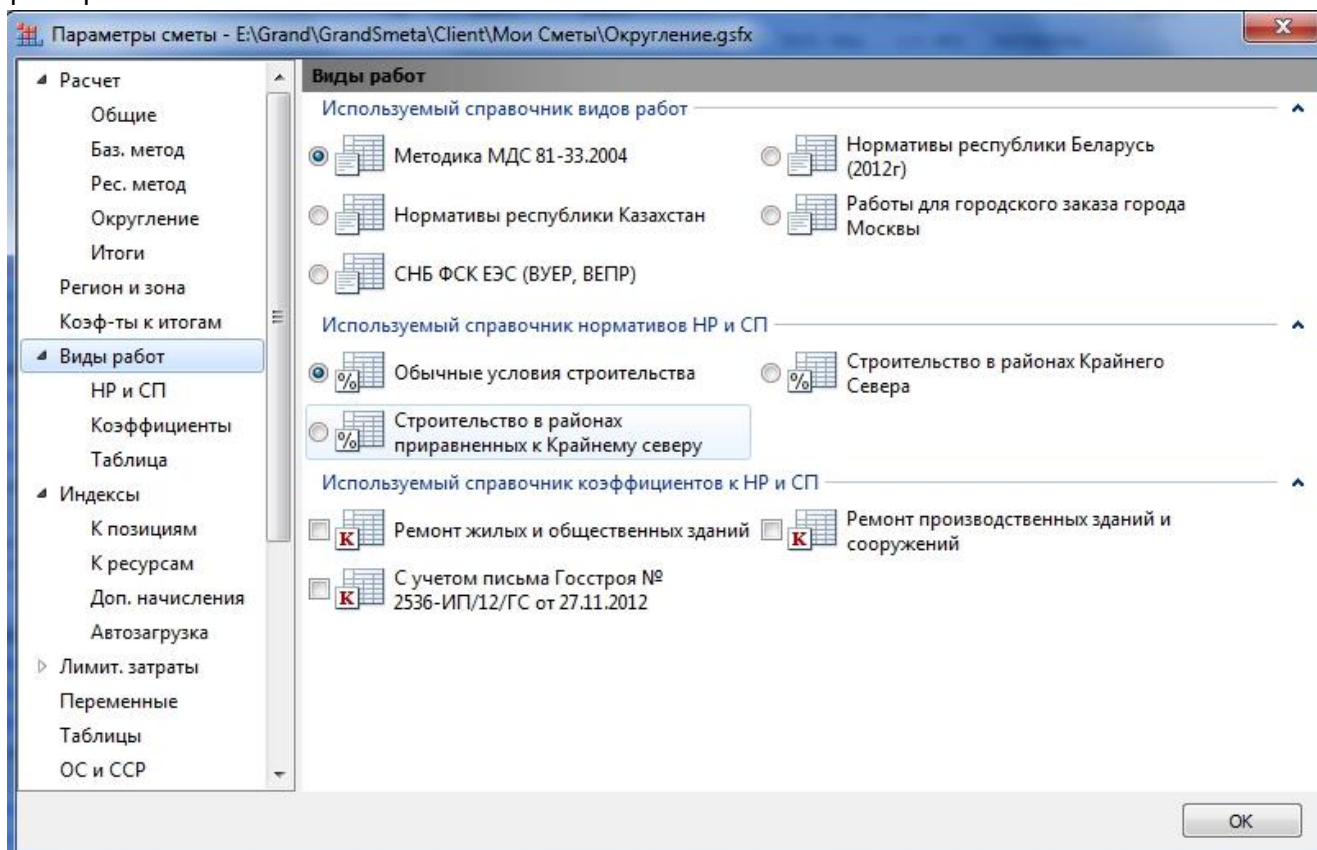 Параметры сметы - E:\Grand\GrandSmeta\Client\Мои Сметы\Округление.gsfx
Расчет
Общие
Баз. метод
Рес. метод
Округление
Итоги
Регион и зона
Коэф-ты к итогам
Виды работ
НР и СП
Коэффициенты
Таблица
Индексы
К позициям
К ресурсам
Доп. начисления
Автозагрузка
Лимит. затраты
Переменные
Таблицы
ОС и ССР
Виды работ
Используемый справочник видов работ
Методика МДС 81-33.2004
Нормативы республики Беларусь
(2012г)
Нормативы республики Казахстан
Работы для городского заказа города
Москвы
СНБ ФСК ЕЭС (ВУЕР, ВЕПР)
Используемый справочник нормативов НР и СП
% Обычные условия строительства
% Строительство в районах Крайнего
Севера
% Строительство в районах
приравненных к Крайнему северу
Используемый справочник коэффициентов к НР и СП
К Ремонт жилых и общественных зданий
К Ремонт производственных зданий и
сооружений
К С учетом письма Госстроя №
2536-ИП/12/ГС от 27.11.2012
ОК